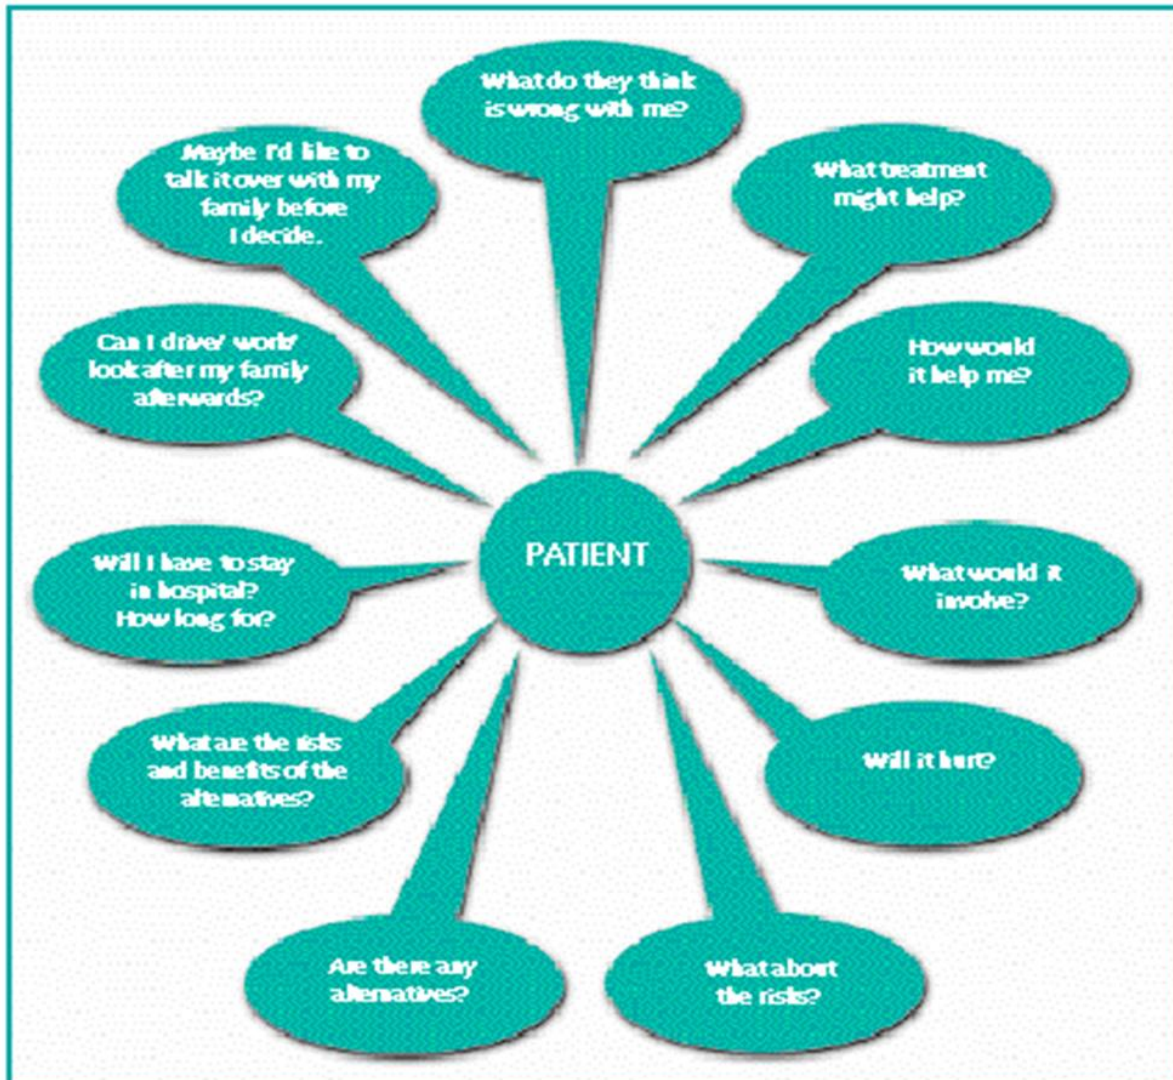 What do they think
is wrong with me?
What treatment
might help?
How would
it help me?
What would it
involve?
Will it hurt?
What about
the risks?
Are there any
alternatives?
What are the risks
and benefits of the
alternatives?
Will I have to stay
in hospital?
How long for?
Can I drive/ work/
look after my family
afterwards?
Maybe I'd like to
talk it over with my
family before
I decide.
PATIENT